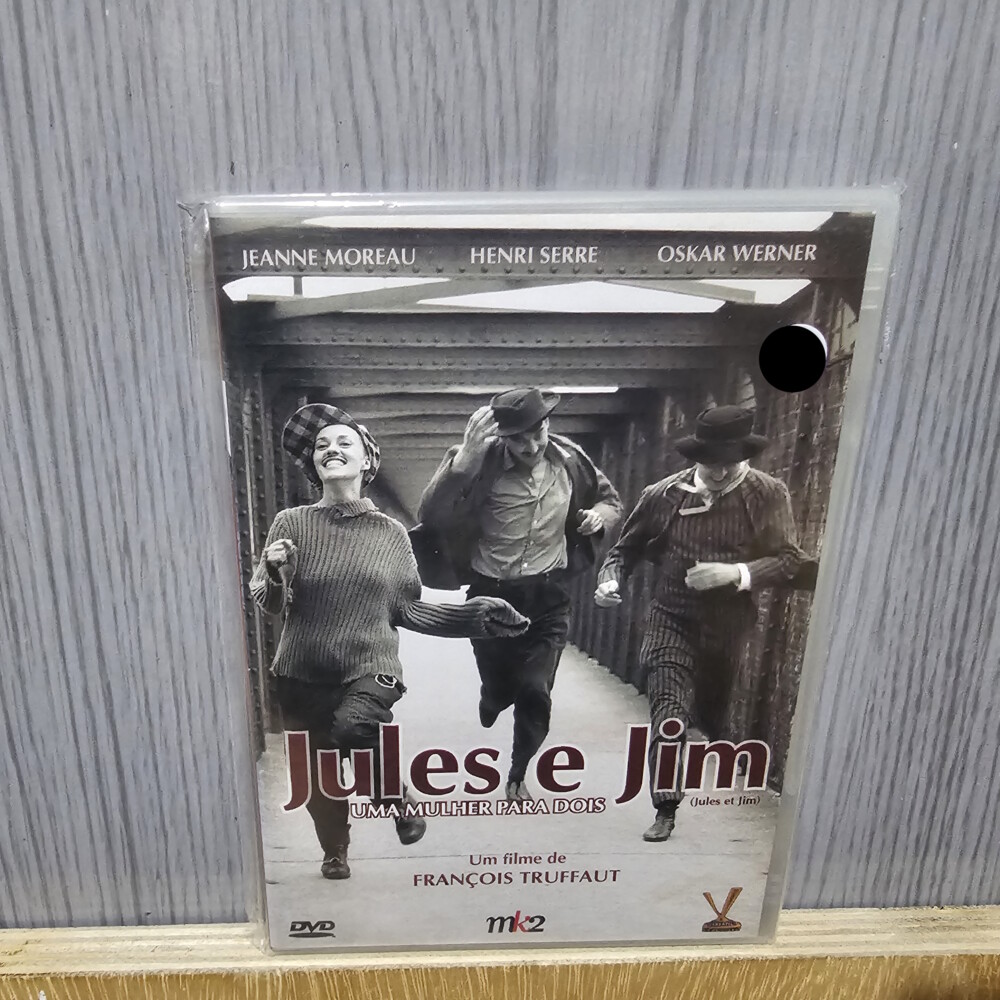 JEANNE MOREAU HENRI SERRE OSKAR WERNER
Jules e Jim
UMA MULHER PARA DOIS (Jules et Jim)
Um filme de
FRANÇOIS TRUFFAUT
DVD mk2